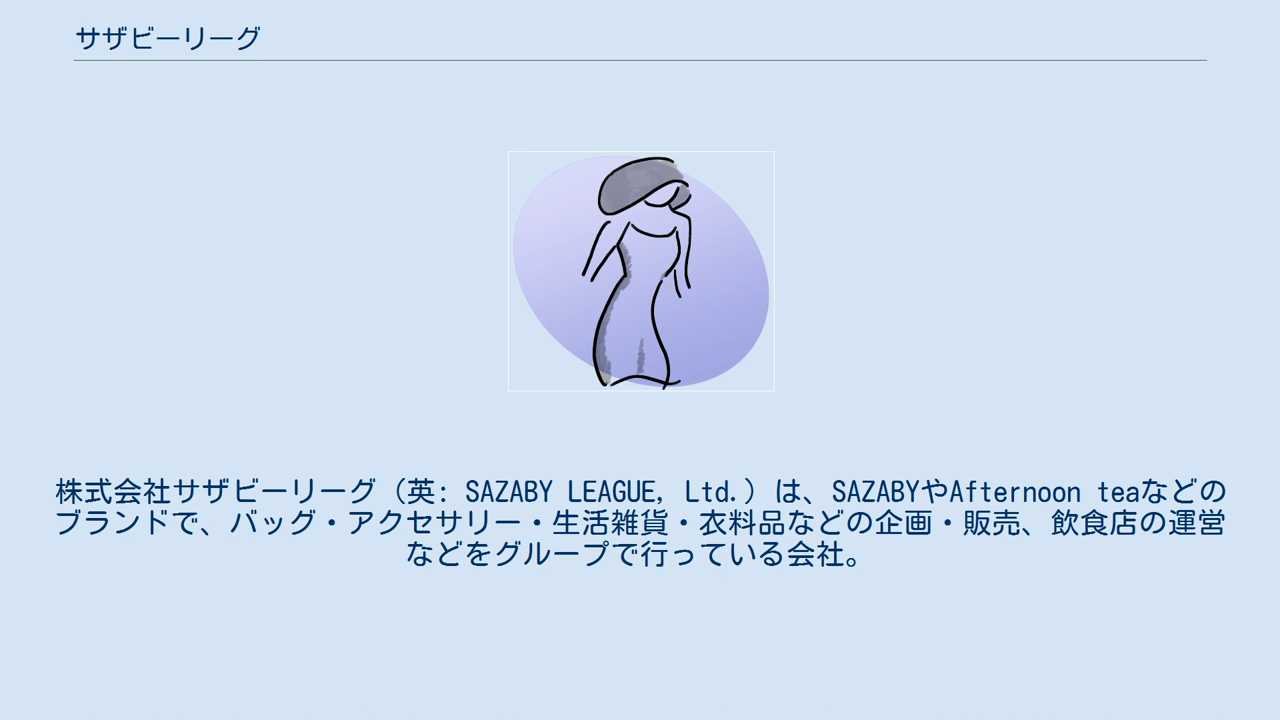 サザビーリーグ
株式会社サザビーリーグ（英: SAZABY LEAGUE, Ltd.）は、SAZABYやAfternoon teaなどの
ブランドで、バッグ・アクセサリー・生活雑貨・衣料品などの企画・販売、飲食店の運営
などをグループで行っている会社。